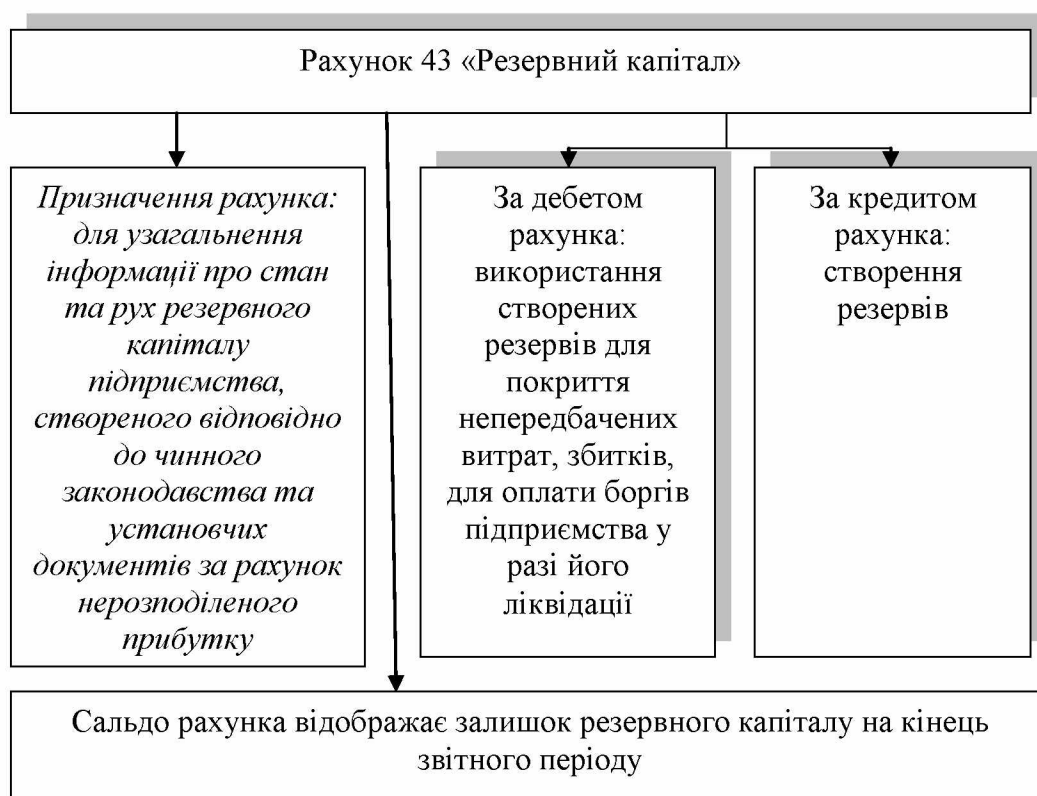 Рахунок 43 «Резервний капітал»
Призначення рахунка:
для узагальнення
інформації про стан
та рух резервного
капіталу
підприємства,
створеного відповідно
до чинного
законодавства та
установчих
документів за рахунок
нерозподіленого
прибутку
За дебетом
рахунка:
використання
створених
резервів для
покриття
непередбачених
витрат, збитків,
для оплати боргів
підприємства у
разі його
ліквідації
За кредитом
рахунка:
створення
резервів
Сальдо рахунка відображає залишок резервного капіталу на кінець
звітного періоду